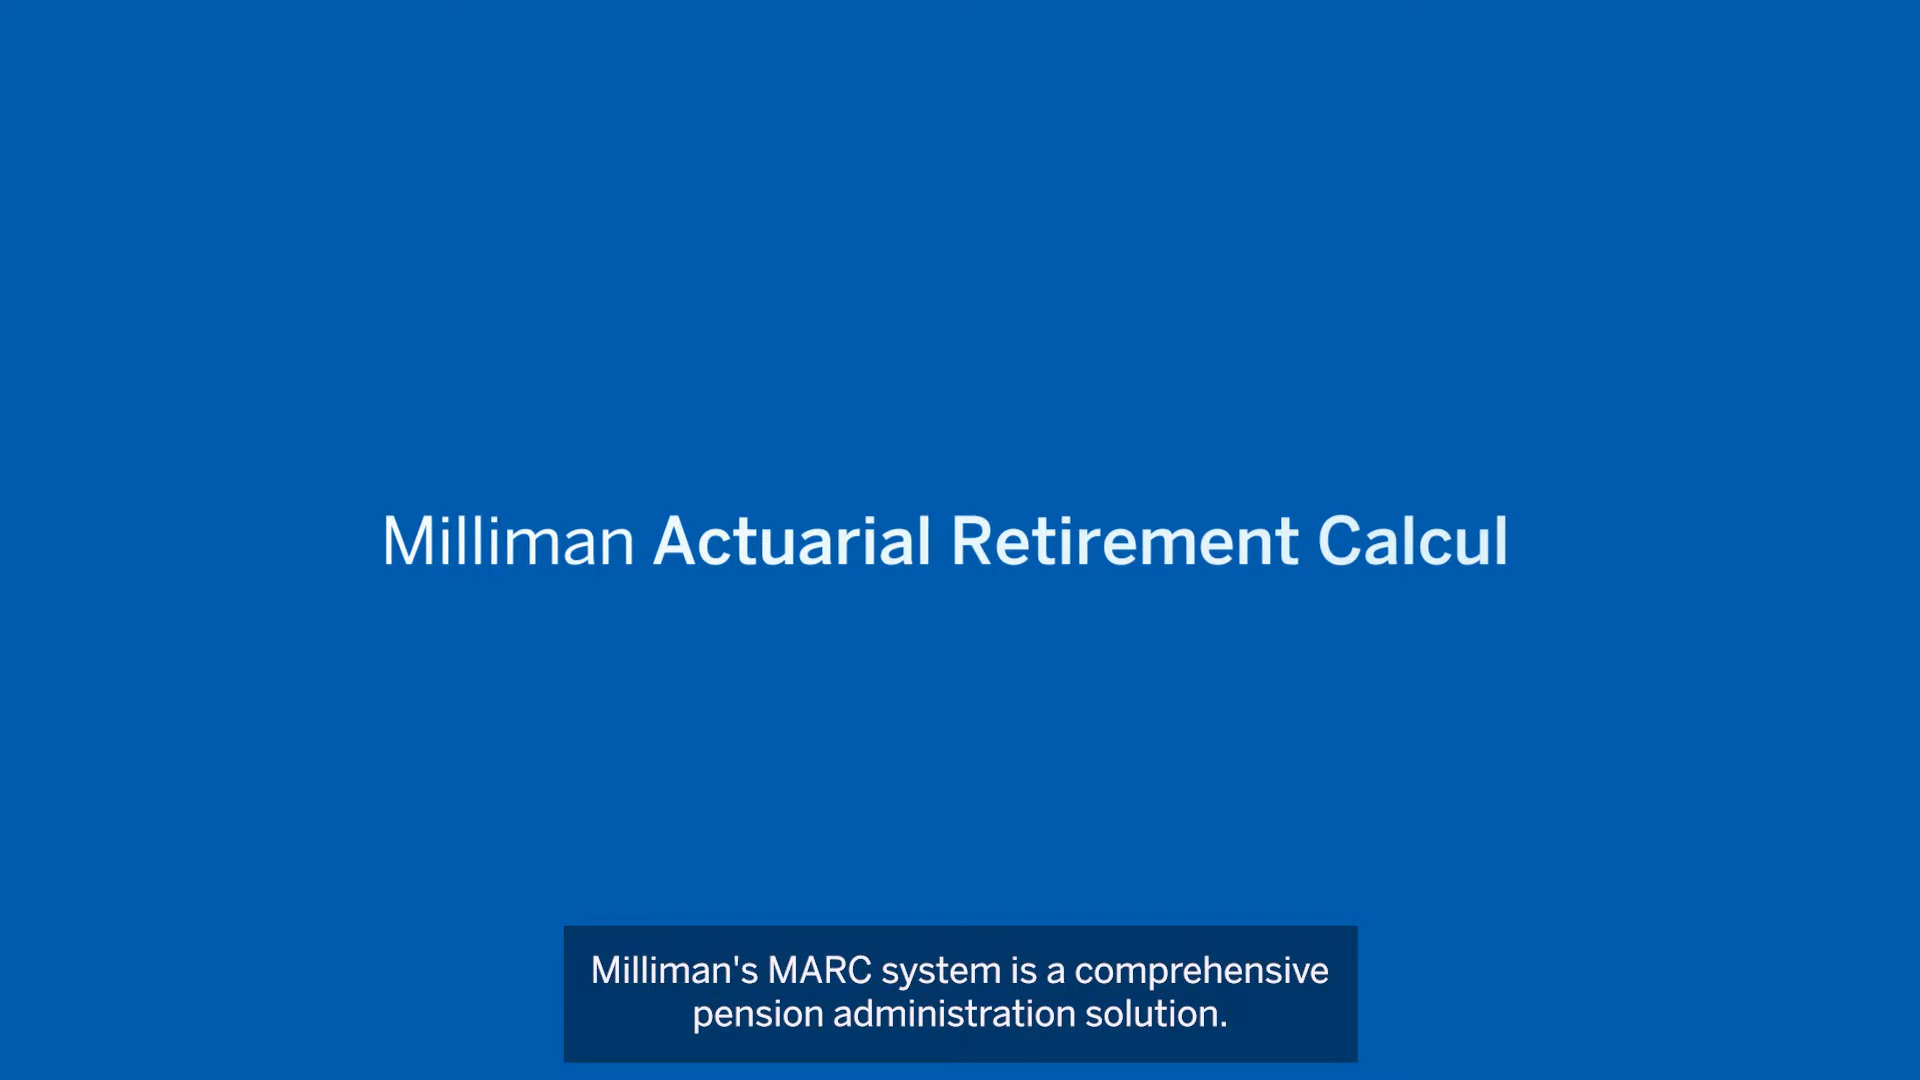 Milliman Actuarial Retirement Calcul
Milliman's MARC system is a comprehensive
pension administration solution.